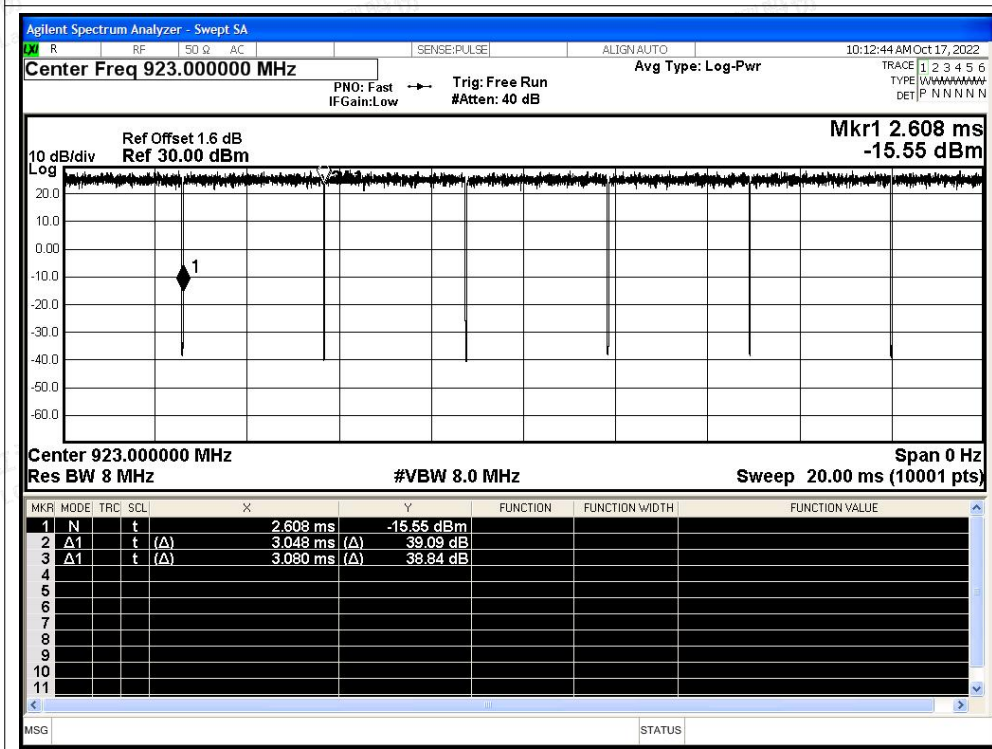 Agilent Spectrum Analyzer - Swept SA
LXI R RF 50 Ω AC SENSE:PULSE ALIGN AUTO 10:12:44 AM Oct 17, 2022
Center Freq 923.000000 MHz
Avg Type: Log-Pwr
TRACE 1 2 3 4 5 6
TYPE WWWWWW
DET P N N N N N
PNO: Fast
IFGain:Low
Trig: Free Run
#Atten: 40 dB
Mkr1 2.608 ms
-15.55 dBm
Ref Offset 1.6 dB
10 dB/div Ref 30.00 dBm
Log
20.0
10.0
0.00
-10.0
-20.0
-30.0
-40.0
-50.0
-60.0
1
Center 923.000000 MHz Span 0 Hz
Res BW 8 MHz #VBW 8.0 MHz Sweep 20.00 ms (10001 pts)
MKR MODE TRC SCL X Y FUNCTION FUNCTION WIDTH FUNCTION VALUE
1 N t 2.608 ms -15.55 dBm
2 Δ1 t (Δ) 3.048 ms (Δ) 39.09 dB
3 Δ1 t (Δ) 3.080 ms (Δ) 38.84 dB
4
5
6
7
8
9
10
11
MSG STATUS